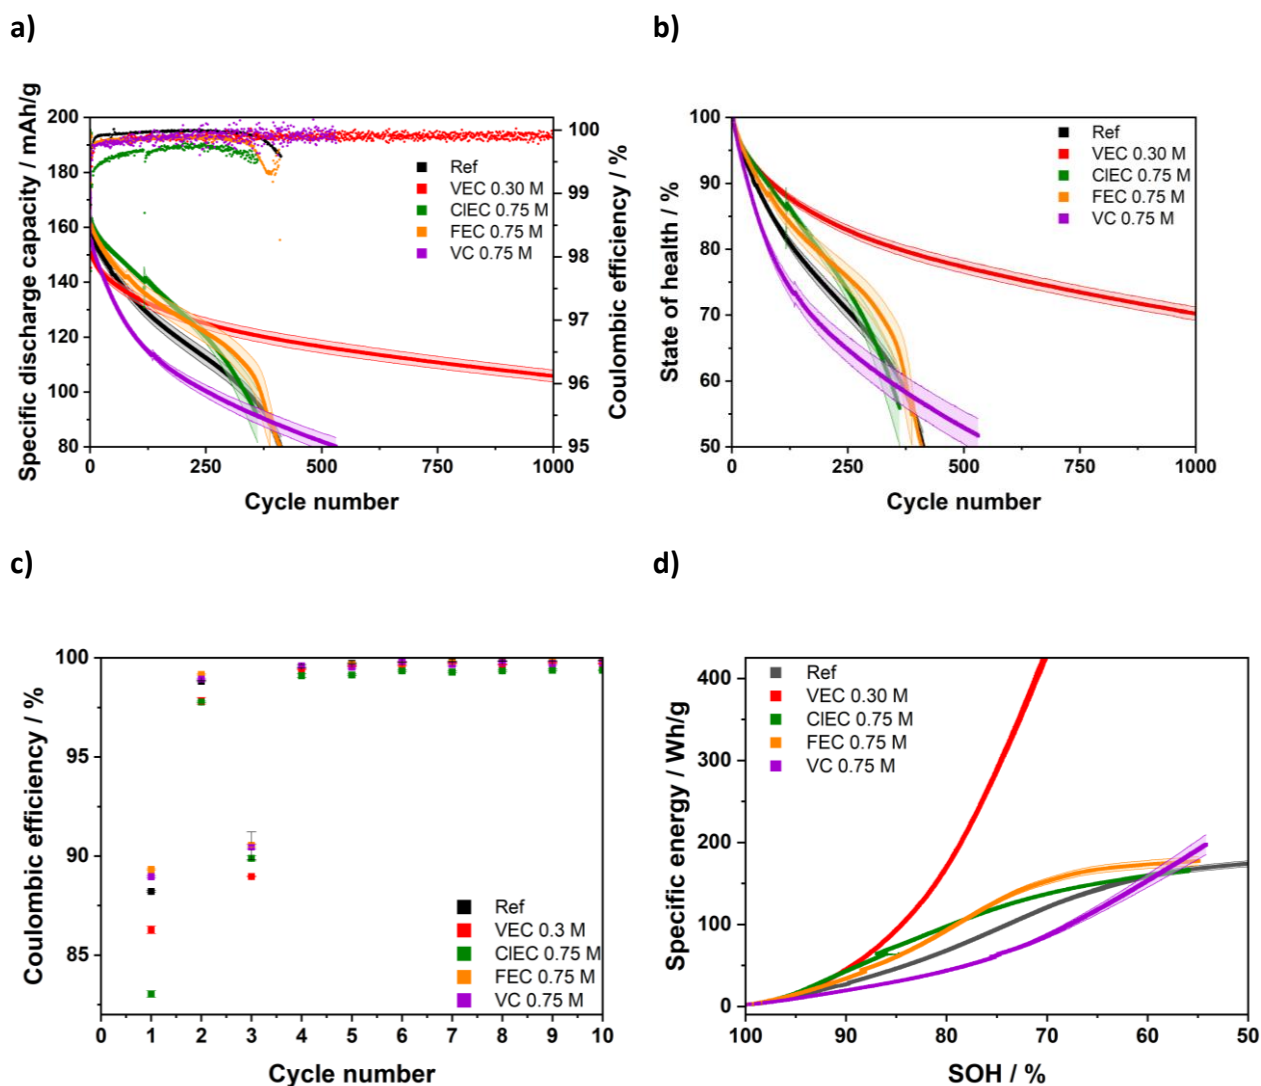 a)
b)
200
180
160
140
120
100
80
100
99
98
97
96
95
0
250
500
750
1000
Specific discharge capacity / mAh/g
Coulombic efficiency / %
Cycle number
Ref
VEC 0.30 M
ClEC 0.75 M
FEC 0.75 M
VC 0.75 M
100
90
80
70
60
50
0
250
500
750
1000
State of health / %
Cycle number
Ref
VEC 0.30 M
ClEC 0.75 M
FEC 0.75 M
VC 0.75 M
c)
d)
100
95
90
85
0
1
2
3
4
5
6
7
8
9
10
Coulombic efficiency / %
Cycle number
Ref
VEC 0.3 M
ClEC 0.75 M
FEC 0.75 M
VC 0.75 M
400
300
200
100
0
100
90
80
70
60
50
Specific energy / Wh/g
SOH / %
Ref
VEC 0.30 M
ClEC 0.75 M
FEC 0.75 M
VC 0.75 M